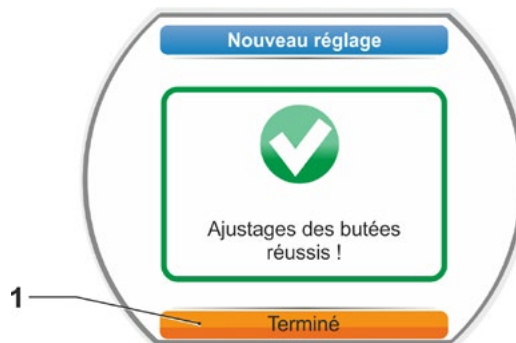 Nouveau réglage
Ajustages des butées
réussis !
1
Terminé